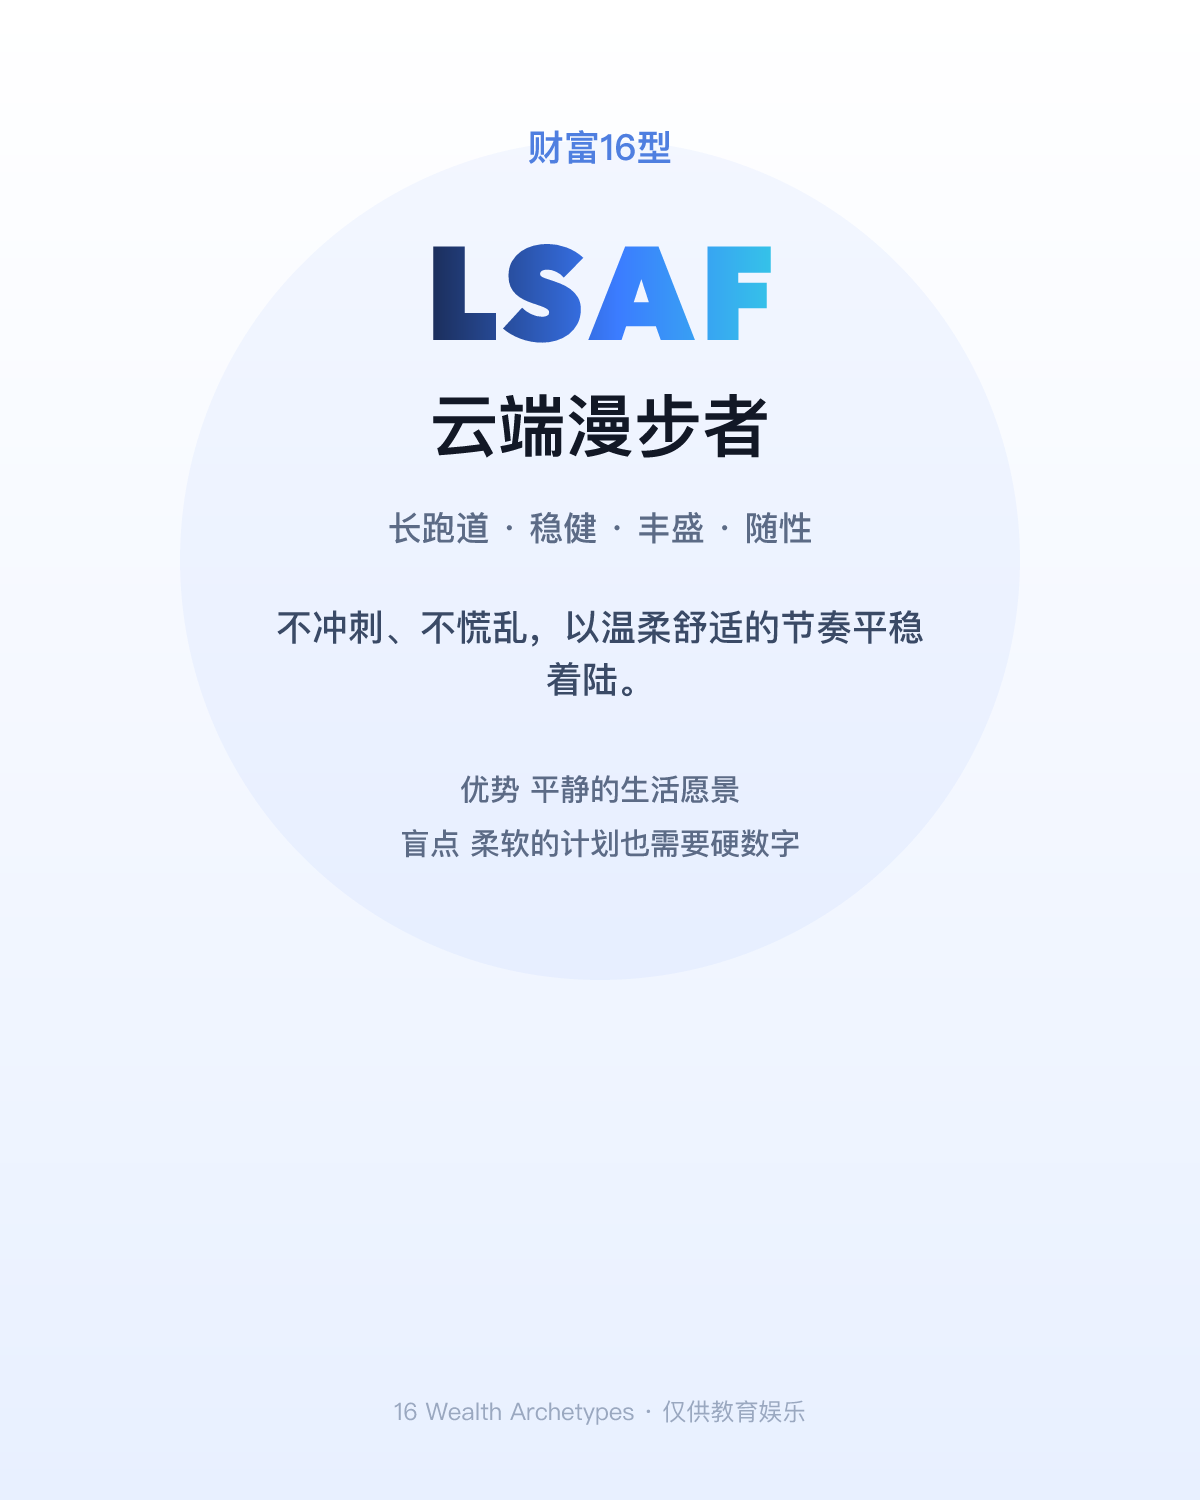 财富16型
LSAF
云端漫步者
长跑道 · 稳健 · 丰盛 · 随性
不冲刺、不慌乱，以温柔舒适的节奏平稳
着陆。
优势 平静的生活愿景
盲点 柔软的计划也需要硬数字
16 Wealth Archetypes · 仅供教育娱乐